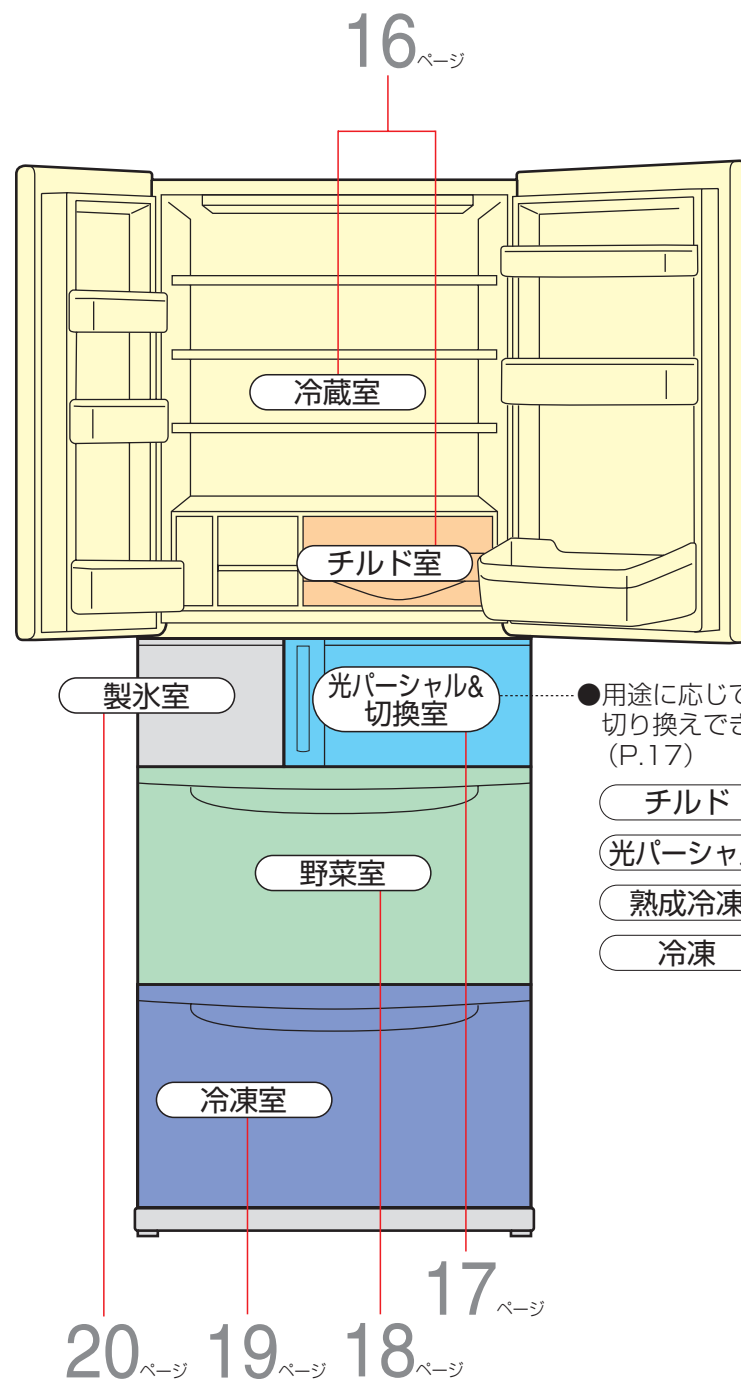 16ページ
冷蔵室
チルド室
製氷室
光パーシャル&
切換室
●用途に応じて
切り換えでき
(P.17)
チルド
光パーシャ
熟成冷凍
冷凍
野菜室
冷凍室
17ページ
20ページ 19ページ 18ページ